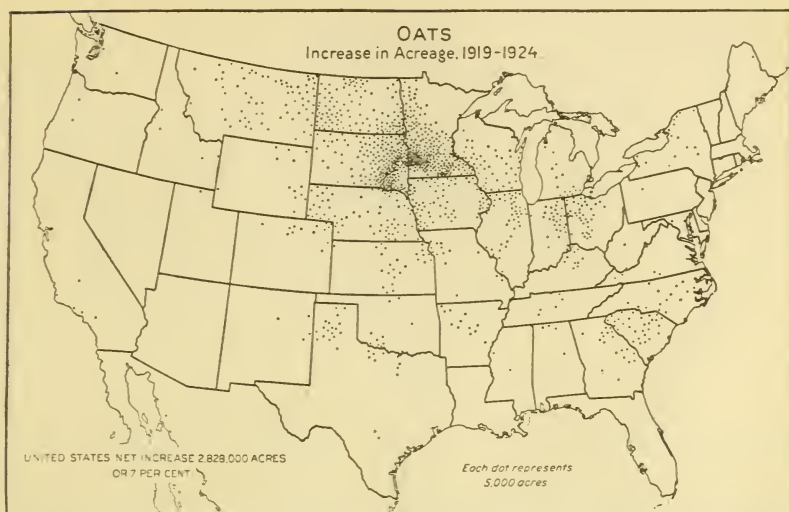 OATS
Increase in Acreage, 1919-1924
UNITED STATES NET INCREASE 2,828,000 ACRES
OR 7 PER CENT
Each dot represents
5,000 acres